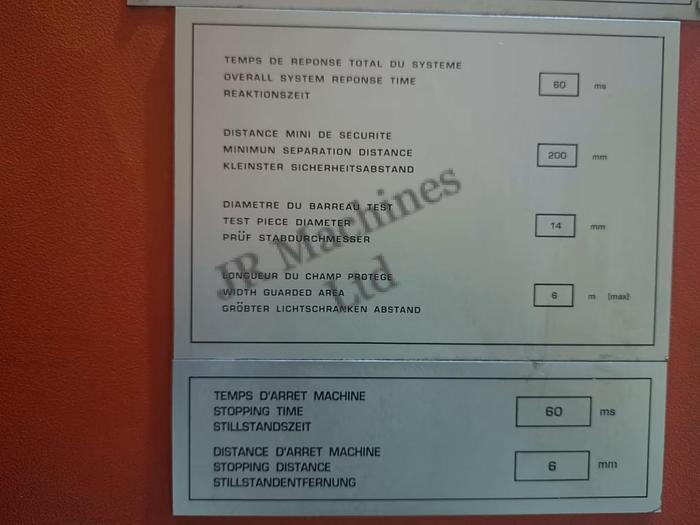 TEMPS DE REPONSE TOTAL DU SYSTEME
OVERALL SYSTEM REPONSE TIME
REAKTIONSZEIT
60 ms
DISTANCE MINI DE SECURITE
MINIMUN SEPARATION DISTANCE
KLEINSTER SICHERHEITSABSTAND
200 mm
DIAMETRE DU BARREAU TEST
TEST PIECE DIAMETER
PRÜF STABDURCHMESSER
14 mm
LONGUEUR DU CHAMP PROTEGE
WIDTH GUARDED AREA
GRÖBTER LICHTSCHRANKEN ABSTAND
6 m [max]
JR Machines
Ltd
TEMPS D'ARRET MACHINE
STOPPING TIME
STILLSTANDSZEIT
60 ms
DISTANCE D'ARRET MACHINE
STOPPING DISTANCE
STILLSTANDENTFERNUNG
6 mm